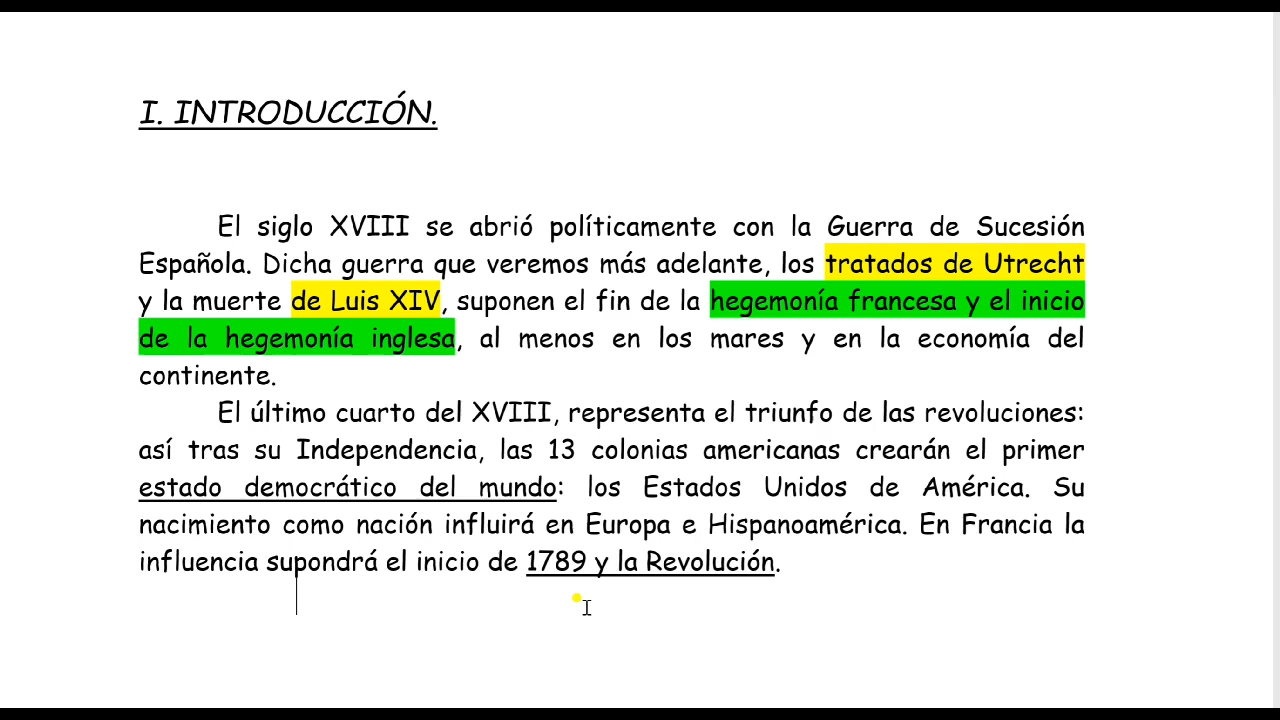 I. INTRODUCCIÓN.
El siglo XVIII se abrió políticamente con la Guerra de Sucesión
Española. Dicha guerra que veremos más adelante, los tratados de Utrecht
y la muerte de Luis XIV, suponen el fin de la hegemonía francesa y el inicio
de la hegemonía inglesa, al menos en los mares y en la economía del
continente.
El último cuarto del XVIII, representa el triunfo de las revoluciones:
así tras su Independencia, las 13 colonias americanas crearán el primer
estado democrático del mundo: los Estados Unidos de América. Su
nacimiento como nación influirá en Europa e Hispanoamérica. En Francia la
influencia supondrá el inicio de 1789 y la Revolución.